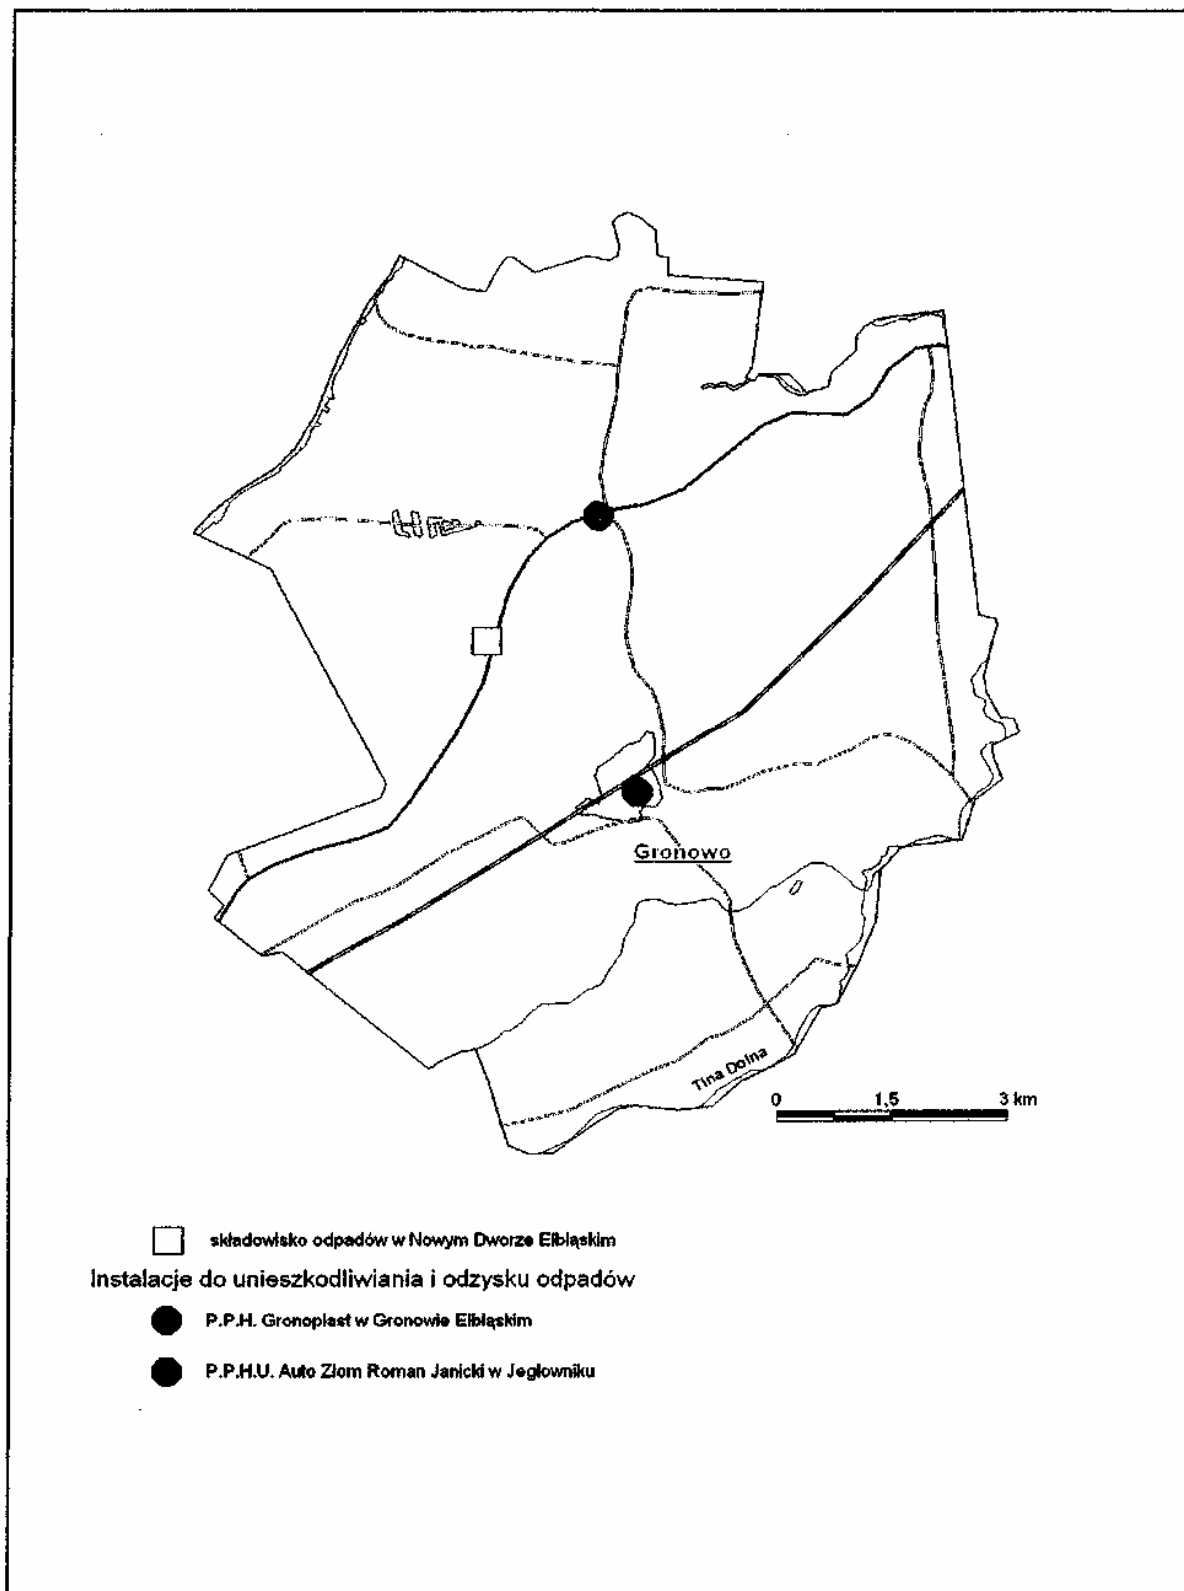 Gronowo
Tina Dolna
0 1,5 3 km
składowisko odpadów w Nowym Dworze Elbląskim
Instalacje do unieszkodliwiania i odzysku odpadów
P.P.H. Gronoplast w Gronowie Elbląskim
P.P.H.U. Auto Złom Roman Janicki w Jegłowniku